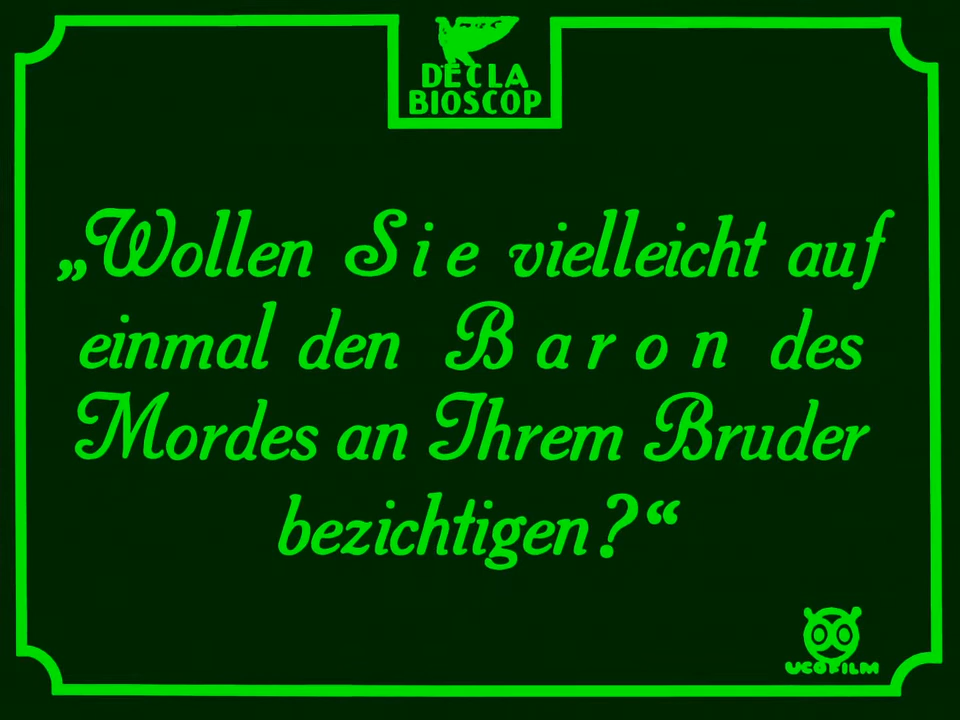 DECLA
BIOSCOP
„Wollen Sie vielleicht auf
einmal den Baron des
Mordes an Ihrem Bruder
bezichtigen?“
UCOFILM